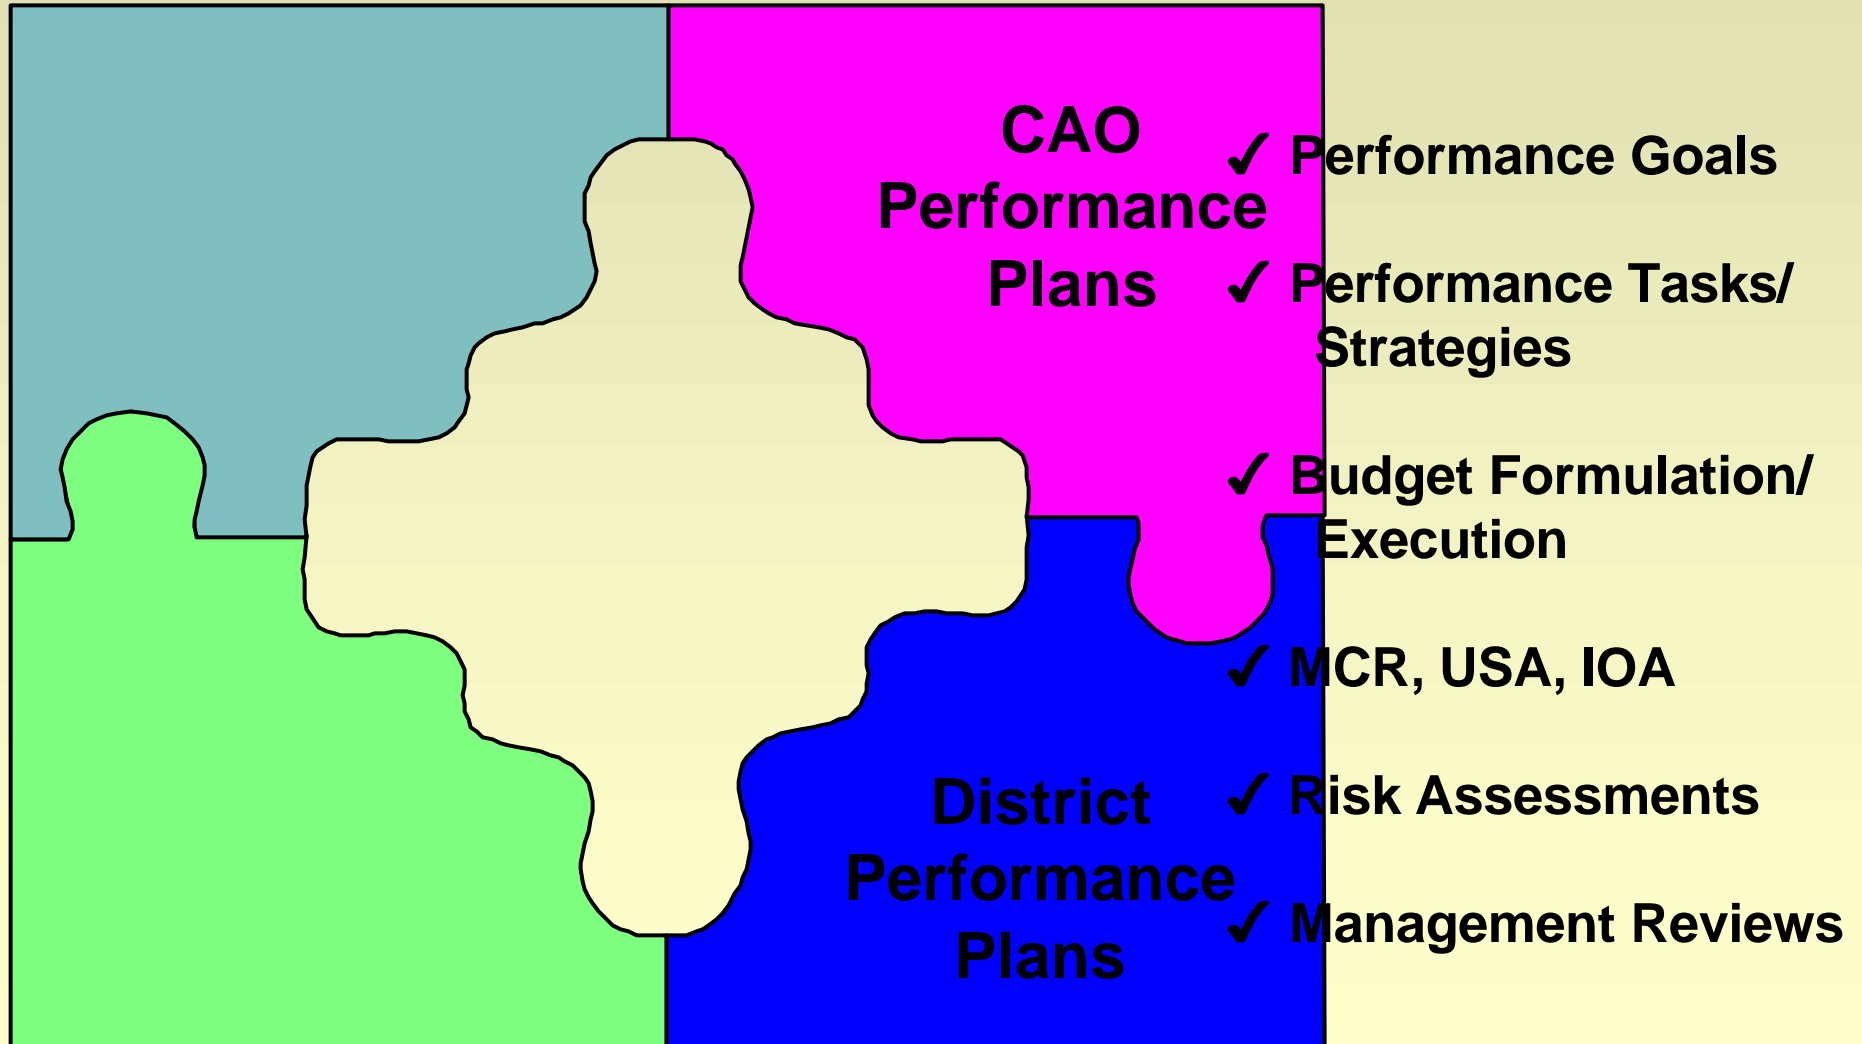 CAO
Performance
Plans
✔ Performance Goals
✔ Performance Tasks/
Strategies
✔ Budget Formulation/
Execution
✔ MCR, USA, IOA
✔ Risk Assessments
✔ Management Reviews
District
Performance
Plans